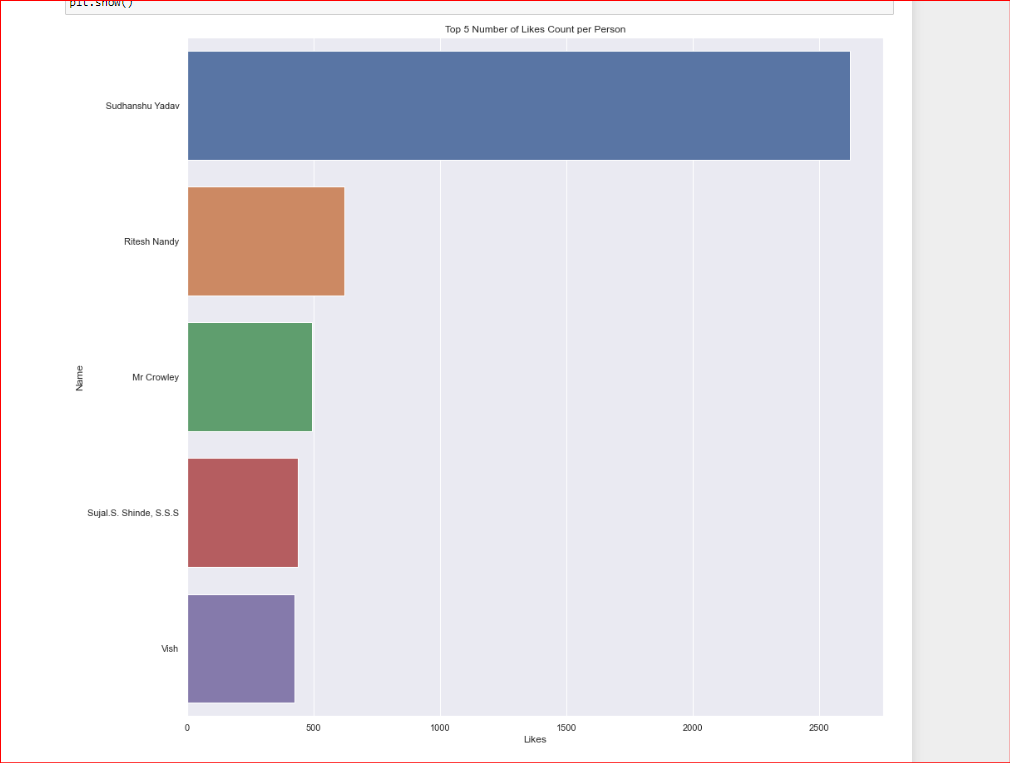 plt.show()
Top 5 Number of Likes Count per Person
Sudhanshu Yadav
Ritesh Nandy
Mr Crowley
Name
Sujal.S. Shinde, S.S.S
Vish
0 500 1000 1500 2000 2500
Likes